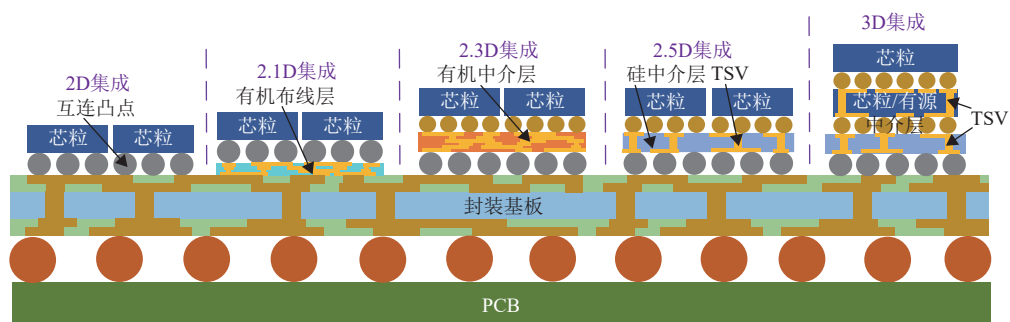 2D集成
互连凸点
芯粒 芯粒
2.1D集成
有机布线层
芯粒 芯粒
2.3D集成
有机中介层
芯粒 芯粒
2.5D集成
硅中介层 TSV
芯粒 芯粒
3D集成
芯粒
芯粒/有源
中介层
TSV
封装基板
PCB